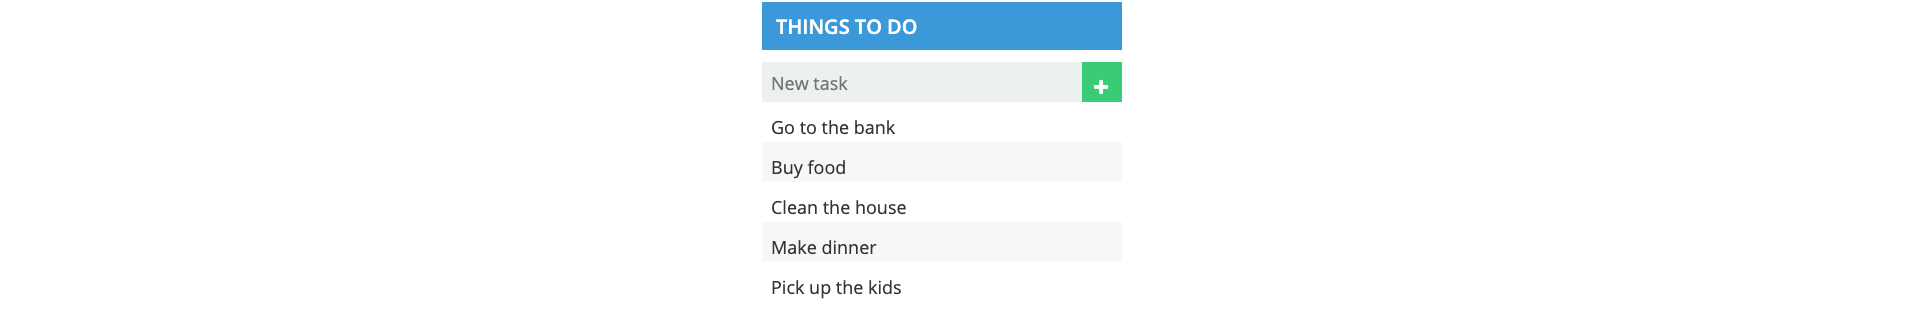 THINGS TO DO
New task
Go to the bank
Buy food
Clean the house
Make dinner
Pick up the kids